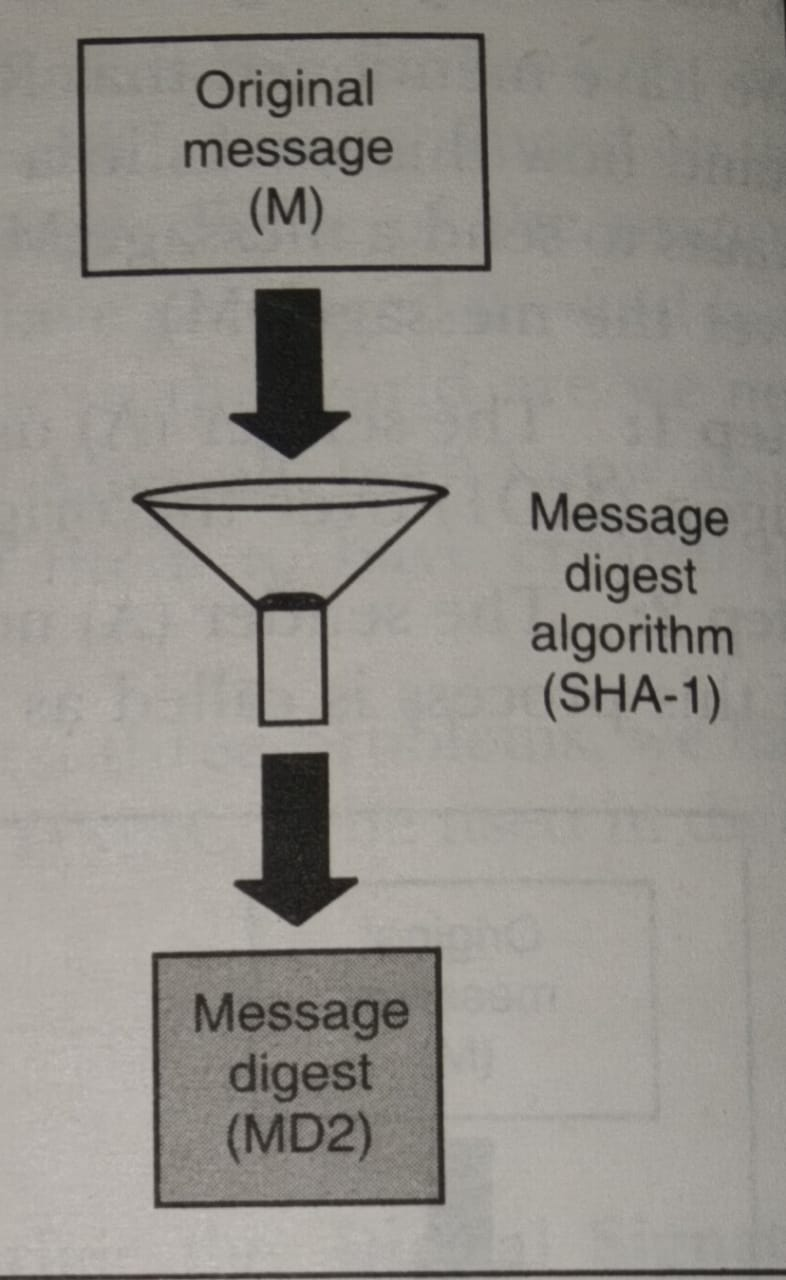 Original
message
(M)
Message
digest
algorithm
(SHA-1)
Message
digest
(MD2)